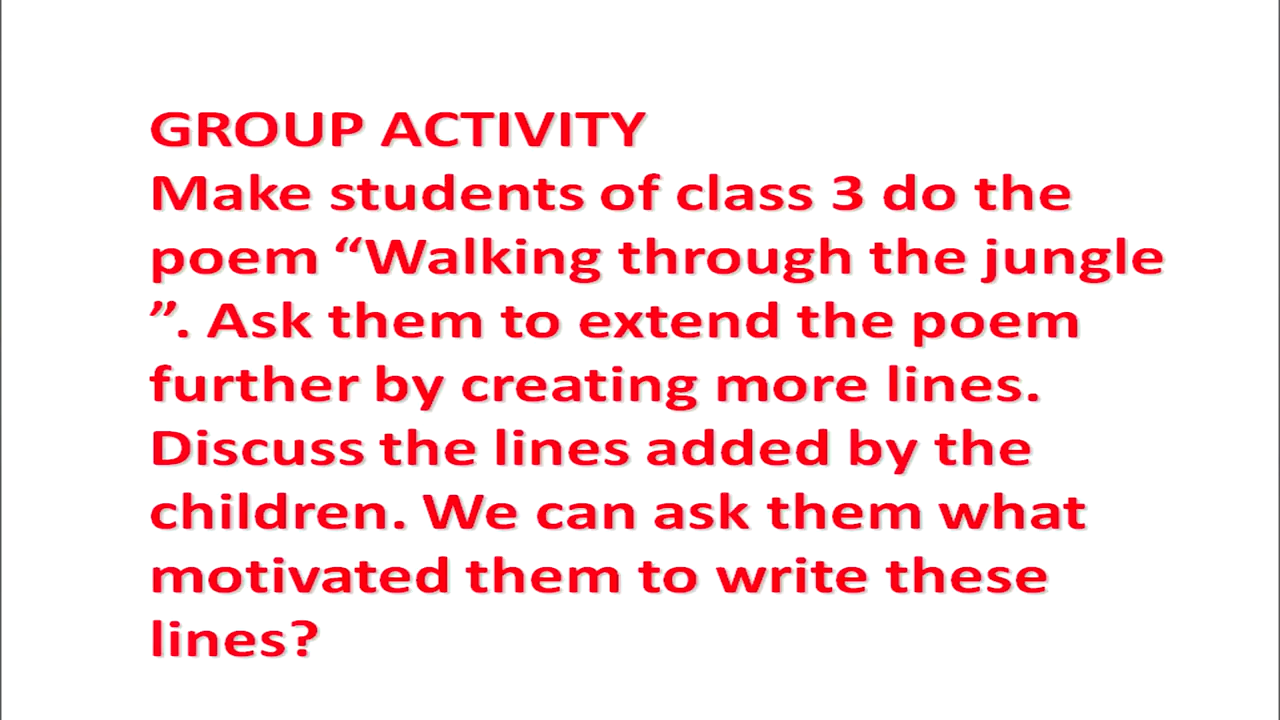 GROUP ACTIVITY
Make students of class 3 do the
poem “Walking through the jungle
”. Ask them to extend the poem
further by creating more lines.
Discuss the lines added by the
children. We can ask them what
motivated them to write these
lines?